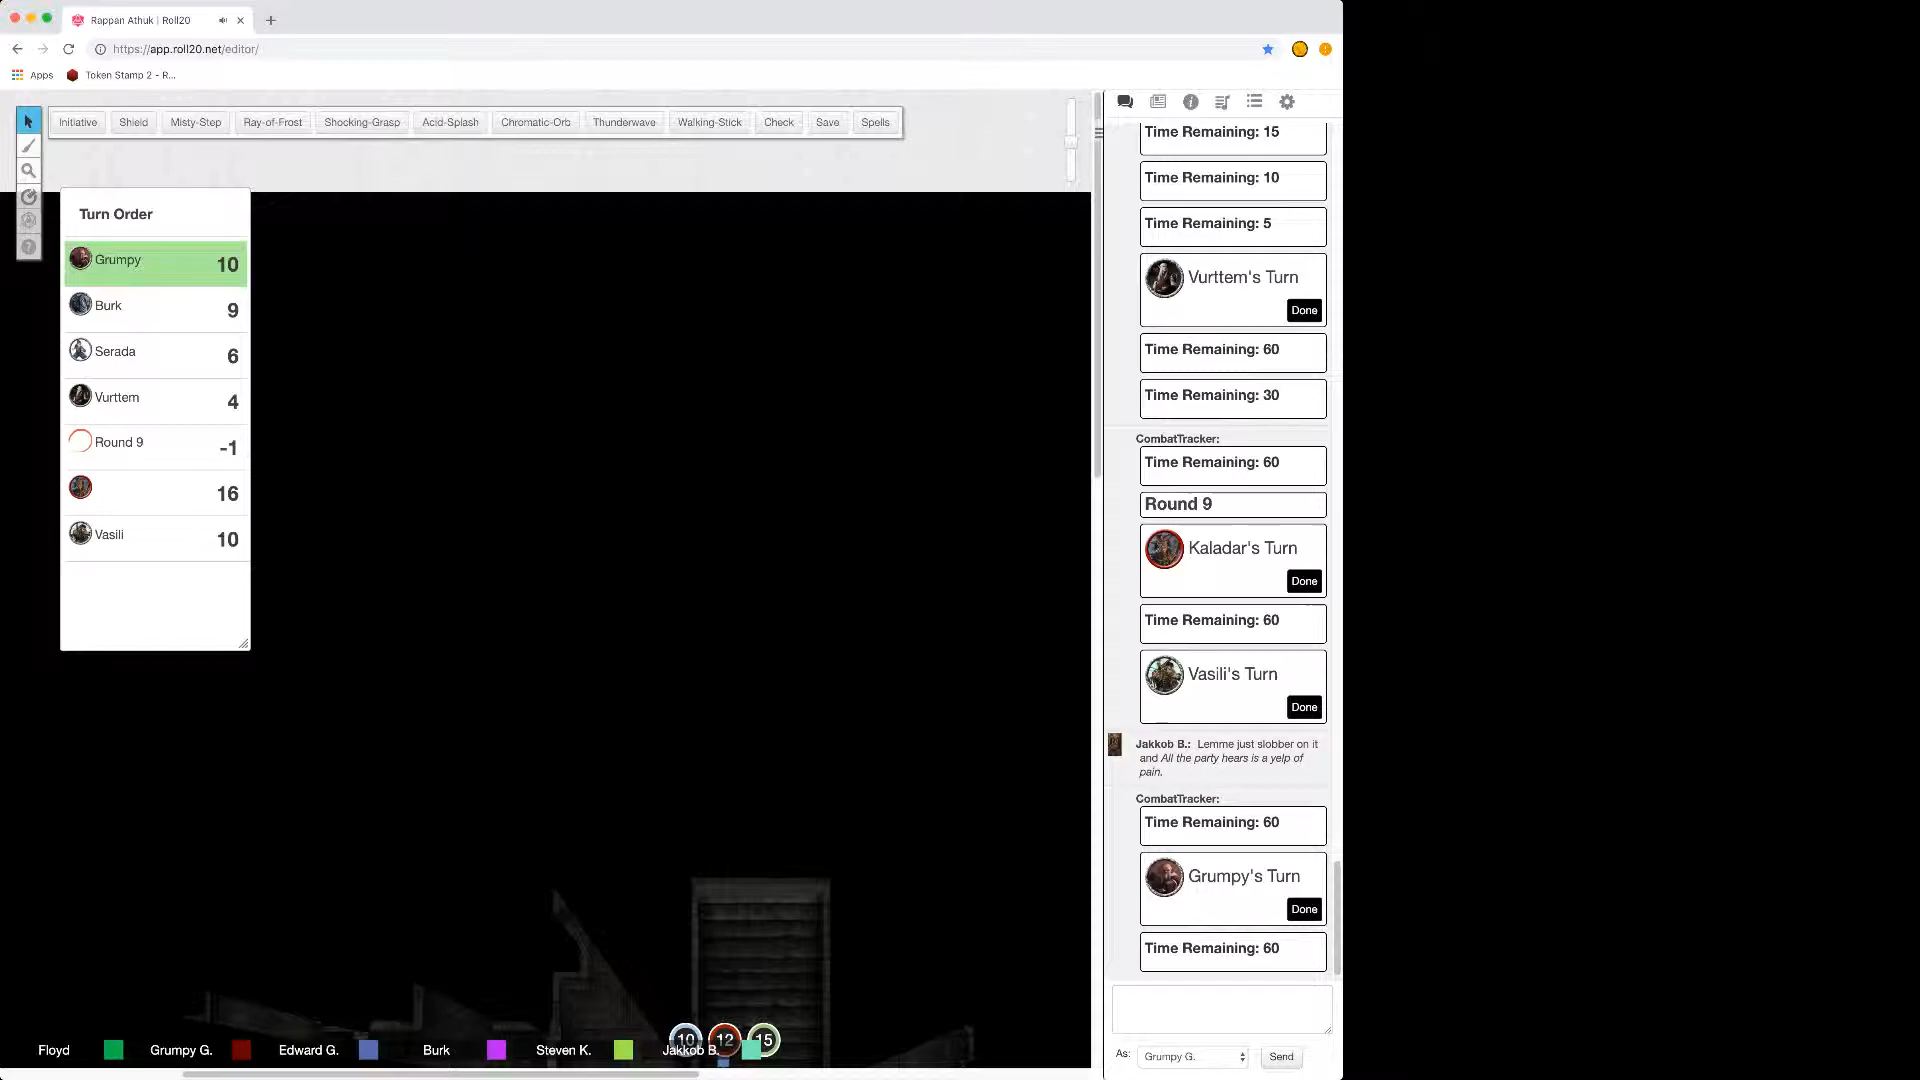 Rappan Athuk | Roll20
https://app.roll20.net/editor/
Apps
Token Stamp 2 - R...
Initiative
Shield
Misty-Step
Ray-of-Frost
Shocking-Grasp
Acid-Splash
Chromatic-Orb
Thunderwave
Walking-Stick
Check
Save
Spells
Turn Order
Grumpy 10
Burk 9
Serada 6
Vurttem 4
Round 9 -1
16
Vasili 10
Time Remaining: 15
Time Remaining: 10
Time Remaining: 5
Vurttem's Turn
Done
Time Remaining: 60
Time Remaining: 30
CombatTracker:
Time Remaining: 60
Round 9
Kaladar's Turn
Done
Time Remaining: 60
Vasili's Turn
Done
Jakkob B.: Lemme just slobber on it
and All the party hears is a yelp of
pain.
CombatTracker:
Time Remaining: 60
Grumpy's Turn
Done
Time Remaining: 60
As: Grumpy G. Send
10 12 15
Floyd
Grumpy G.
Edward G.
Burk
Steven K.
Jakkob B.